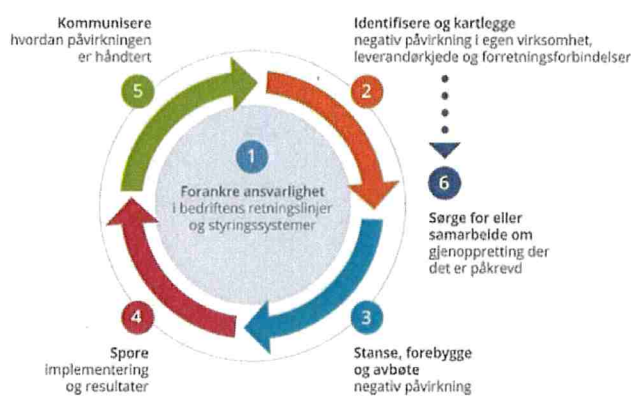 Kommunisere
hvordan påvirkningen
er håndtert
5
Identifisere og kartlegge
negativ påvirkning i egen virksomhet,
leverandørkjede og forretningsforbindelser
2
1
Forankre ansvarlighet
i bedriftens retningslinjer
og styringssystemer
6
Sørge for eller
samarbeide om
gjenoppretting der
det er påkrevd
4
Spore
implementering
og resultater
3
Stanse, forebygge
og avbøte
negativ påvirkning